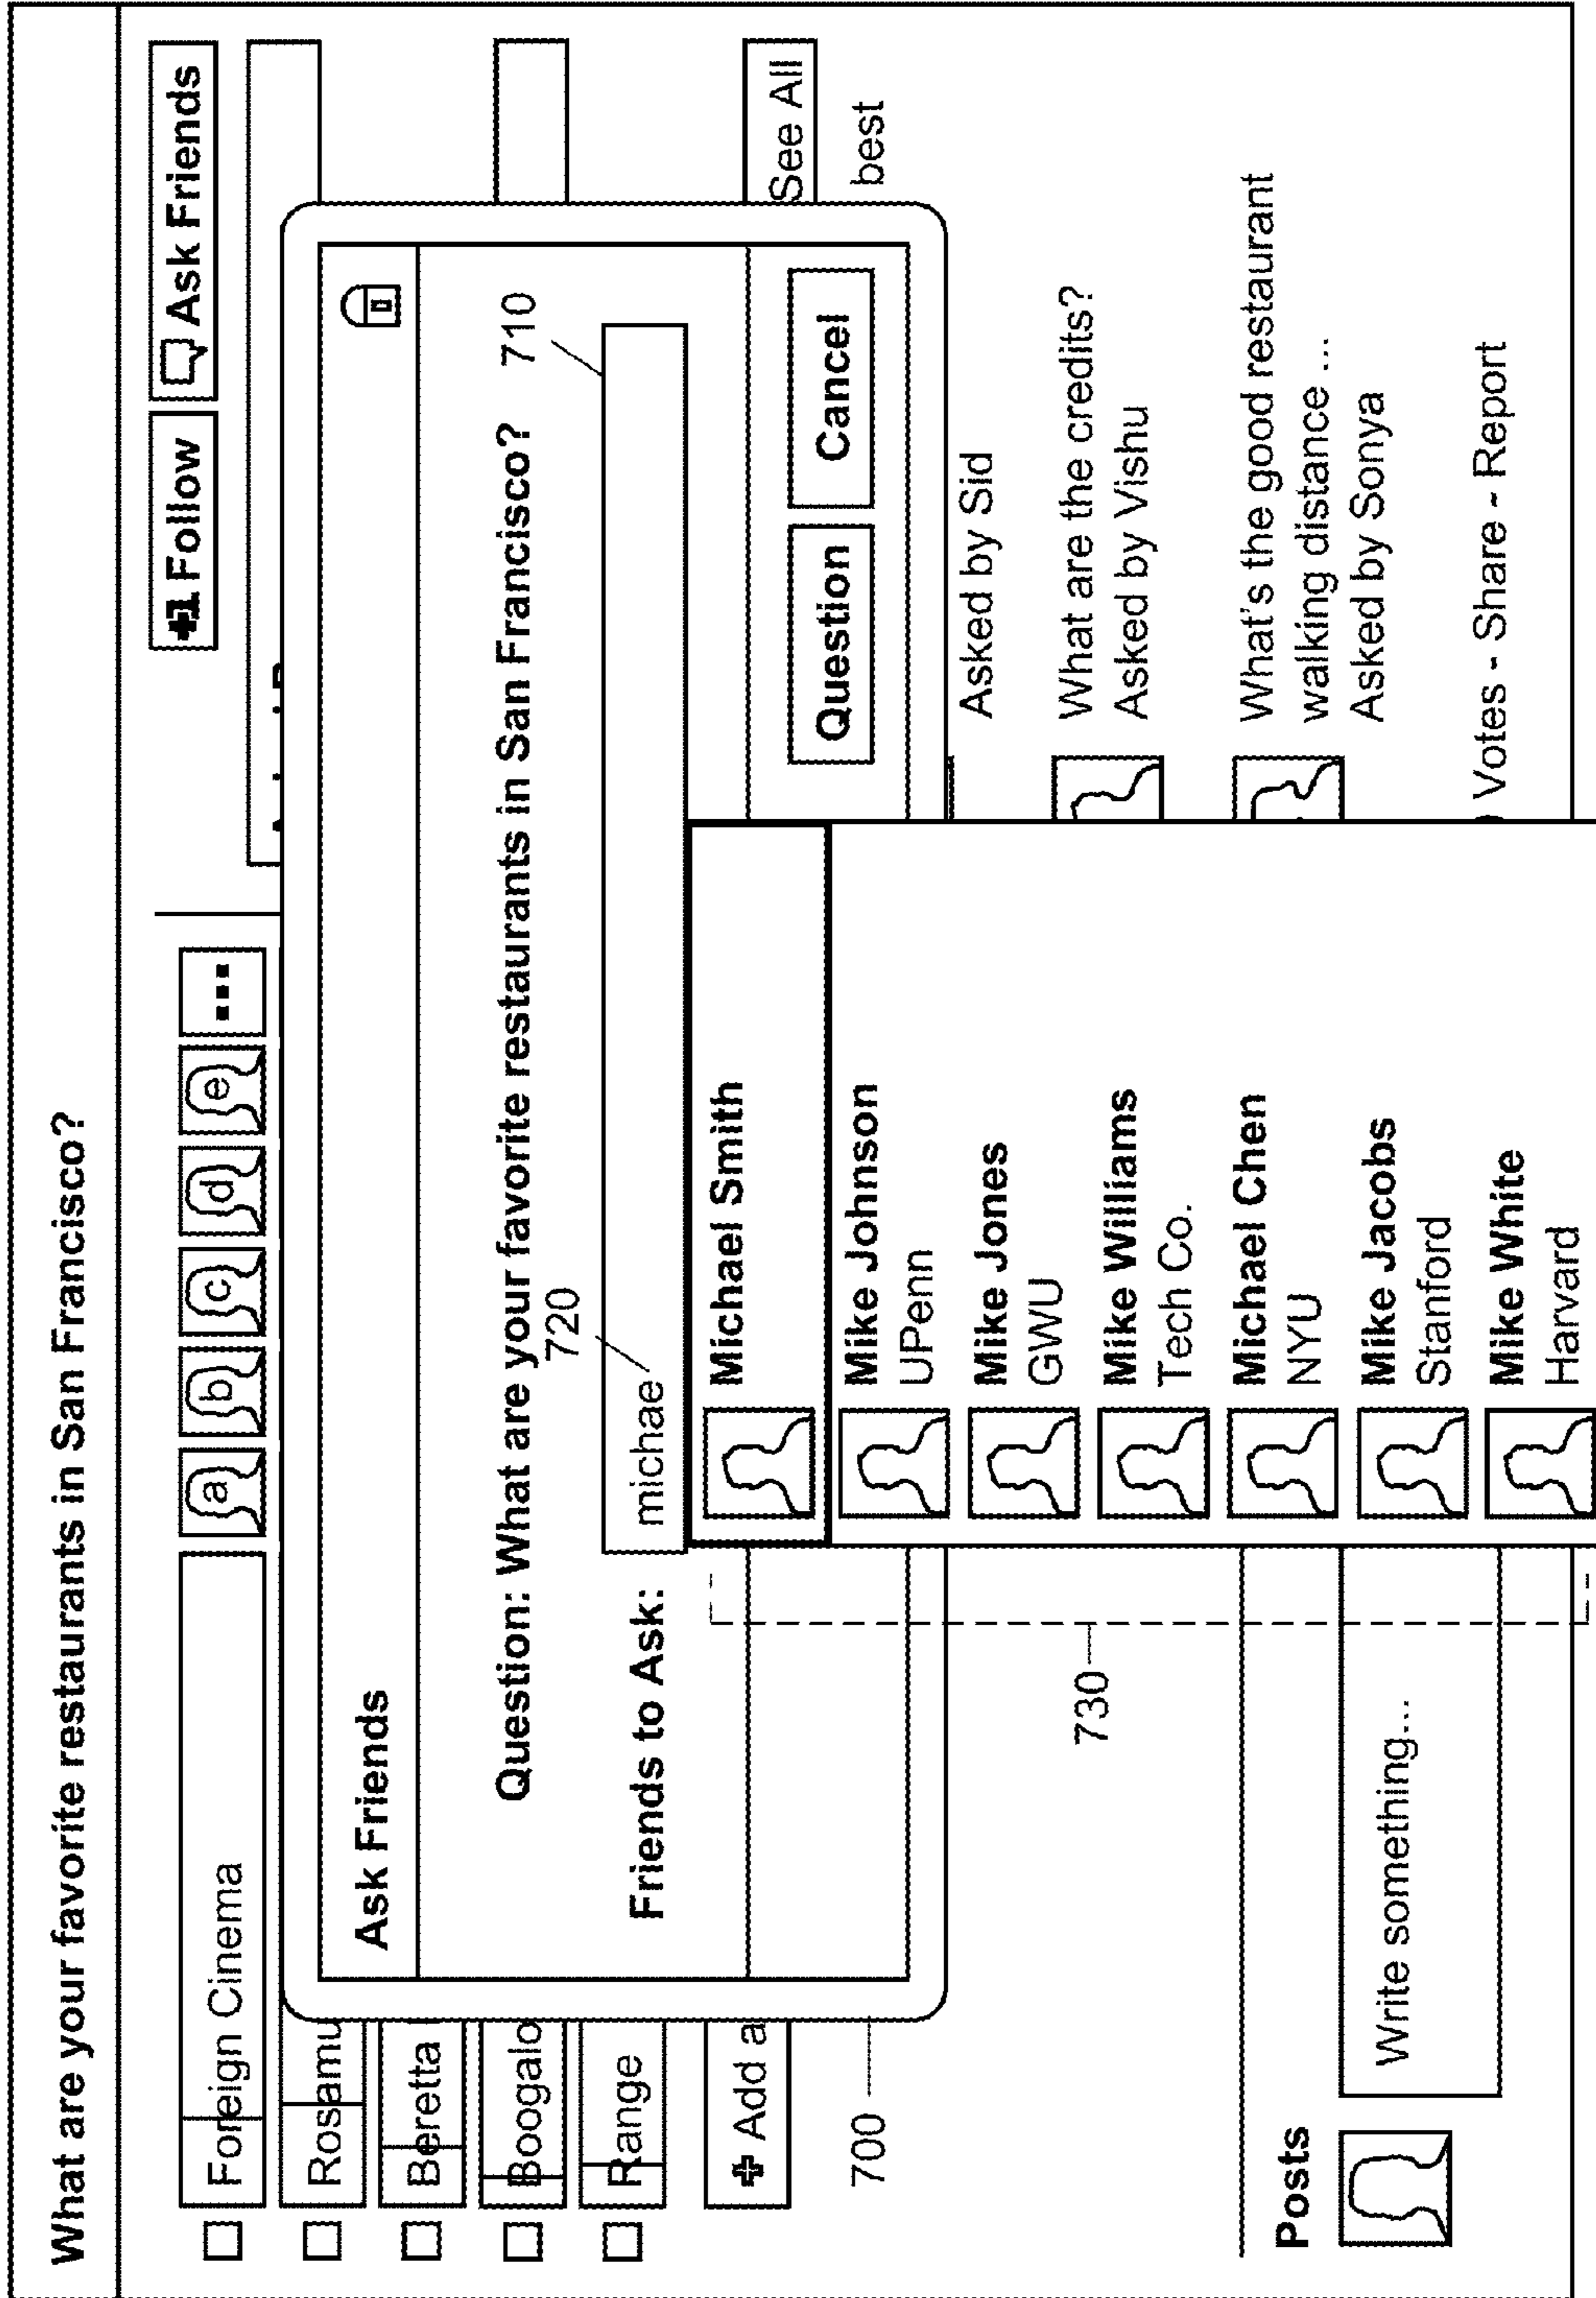 What are your favorite restaurants in San Francisco?
Foreign Cinema
a b c d e ...
+1 Follow
Ask Friends
Rosamu
Beretta
Boogalo
Range
Add a
Ask Friends
Question: What are your favorite restaurants in San Francisco?
720
710
Friends to Ask:
michae
Michael Smith
Mike Johnson
UPenn
Mike Jones
GWU
Mike Williams
Tech Co.
Michael Chen
NYU
Mike Jacobs
Stanford
Mike White
Harvard
Question
Cancel
700
730
See All
best
Asked by Sid
What are the credits?
Asked by Vishu
What's the good restaurant
walking distance ...
Asked by Sonya
Votes - Share - Report
Posts
Write something...